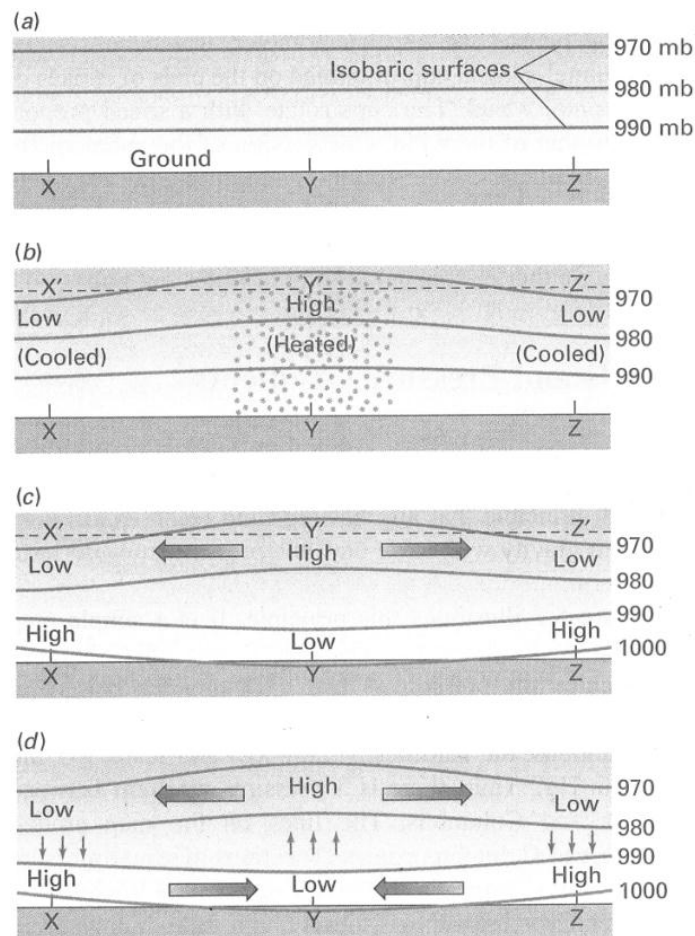 (a)
970 mb
Isobaric surfaces
980 mb
990 mb
Ground
X Y Z
(b)
X′ Y′ Z′
970
Low High Low
980
(Cooled) (Heated) (Cooled)
990
X Y Z
(c)
X′ Y′ Z′
970
Low High Low
980
990
High Low High
1000
X Y Z
(d)
High
970
Low Low
980
990
High Low High
1000
X Y Z